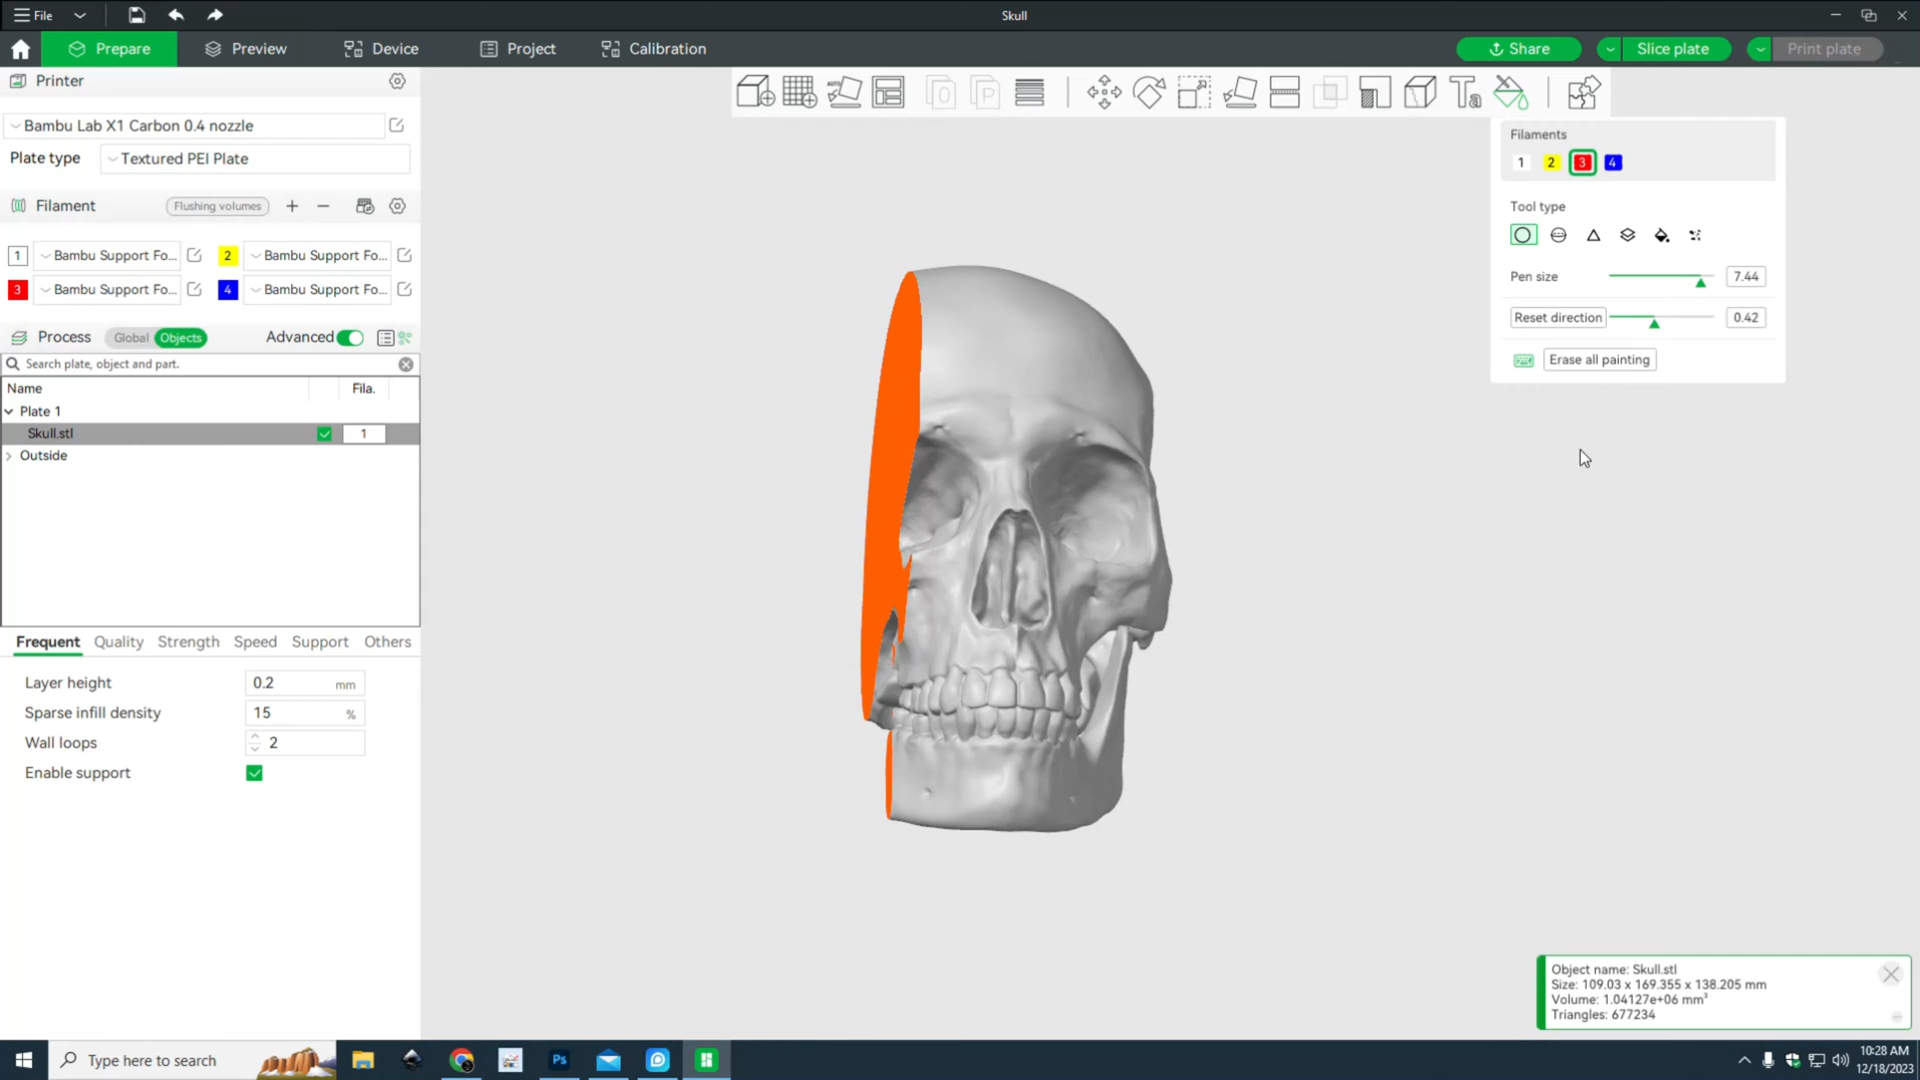 File
Skull
Prepare
Preview
Device
Project
Calibration
Share
Slice plate
Print plate
Printer
Bambu Lab X1 Carbon 0.4 nozzle
Plate type
Textured PEI Plate
Filament
Flushing volumes
1 Bambu Support Fo... 2 Bambu Support Fo...
3 Bambu Support Fo... 4 Bambu Support Fo...
Process Global Objects Advanced
Search plate, object and part.
Name Fila.
Plate 1
Skull.stl 1
Outside
Frequent Quality Strength Speed Support Others
Layer height 0.2 mm
Sparse infill density 15 %
Wall loops 2
Enable support
Filaments
1 2 3 4
Tool type
Pen size 7.44
Reset direction 0.42
Erase all painting
Object name: Skull.stl
Size: 109.03 x 169.355 x 138.205 mm
Volume: 1.04127e+06 mm³
Triangles: 677234
Type here to search
Ps
10:28 AM
12/18/2023